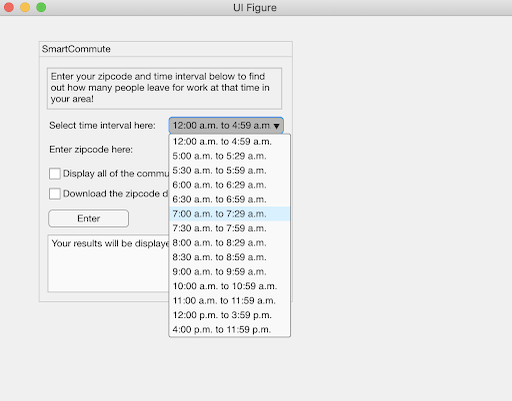 UI Figure
SmartCommute
Enter your zipcode and time interval below to find
out how many people leave for work at that time in
your area!
Select time interval here:
12:00 a.m. to 4:59 a.m
12:00 a.m. to 4:59 a.m.
Enter zipcode here:
5:00 a.m. to 5:29 a.m.
5:30 a.m. to 5:59 a.m.
Display all of the commu
6:00 a.m. to 6:29 a.m.
Download the zipcode d
6:30 a.m. to 6:59 a.m.
Enter
7:00 a.m. to 7:29 a.m.
7:30 a.m. to 7:59 a.m.
Your results will be displaye
8:00 a.m. to 8:29 a.m.
8:30 a.m. to 8:59 a.m.
9:00 a.m. to 9:59 a.m.
10:00 a.m. to 10:59 a.m.
11:00 a.m. to 11:59 a.m.
12:00 p.m. to 3:59 p.m.
4:00 p.m. to 11:59 p.m.